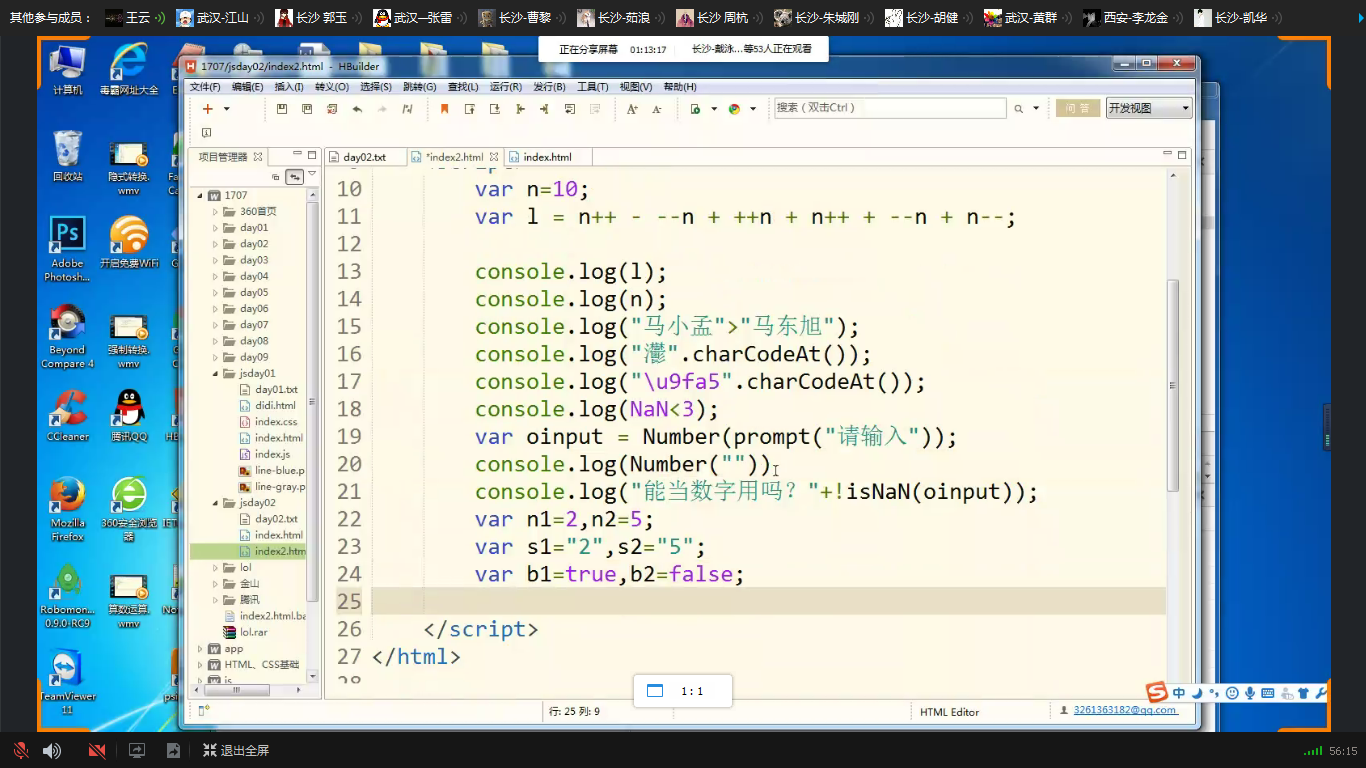 其他参与成员：
王云
武汉-江山
长沙 郭玉
武汉—张雷
长沙-曹黎
长沙-茹浪
长沙 周杭
长沙-朱城刚
长沙-胡健
武汉-黄群
西安-李龙金
长沙-凯华
正在分享屏幕 01:13:17 长沙-戴泳...等53人正在观看
1707/jsday02/index2.html - HBuilder
文件(F) 编辑(E) 插入(I) 转义(O) 选择(S) 跳转(G) 查找(L) 运行(R) 发行(B) 工具(T) 视图(V) 帮助(H)
搜索（双击Ctrl）
问 答
开发视图
项目管理器
day02.txt
*index2.html
index.html
1707
360首页
day01
day02
day03
day04
day05
day06
day07
day08
day09
jsday01
day01.txt
didi.html
index.css
index.html
index.js
line-blue.p
line-gray.p
jsday02
day02.txt
index.html
index2.htm
lol
金山
腾讯
index2.html.ba
lol.rar
app
HTML、CSS基础
js
10 var n=10;
11 var l = n++ - --n + ++n + n++ + --n + n--;
12
13 console.log(l);
14 console.log(n);
15 console.log("马小孟">"马东旭");
16 console.log("灪".charCodeAt());
17 console.log("\u9fa5".charCodeAt());
18 console.log(NaN<3);
19 var oinput = Number(prompt("请输入"));
20 console.log(Number(""))
21 console.log("能当数字用吗？"+!isNaN(oinput));
22 var n1=2,n2=5;
23 var s1="2",s2="5";
24 var b1=true,b2=false;
25
26 </script>
27 </html>
28
1:1
行: 25 列: 9
HTML Editor
3261363182@qq.com
计算机
毒霸网址大全
回收站
隐式转换.
wmv
Adobe
Photosh...
开启免费WiFi
Beyond
Compare 4
强制转换.
wmv
CCleaner
腾讯QQ
Mozilla
Firefox
360安全浏览
器
Robomon...
0.9.0-RC9
算数运算.
wmv
TeamViewer
11
中
退出全屏
56:15